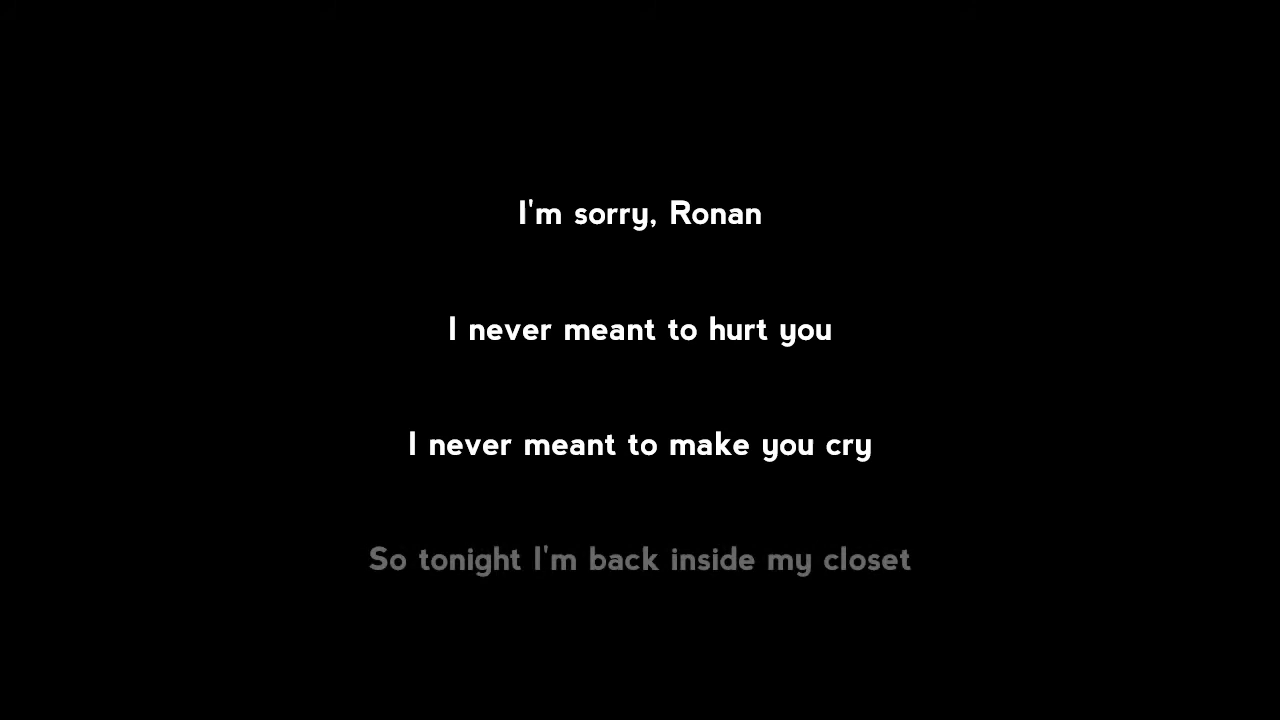 I'm sorry, Ronan
I never meant to hurt you
I never meant to make you cry
So tonight I'm back inside my closet